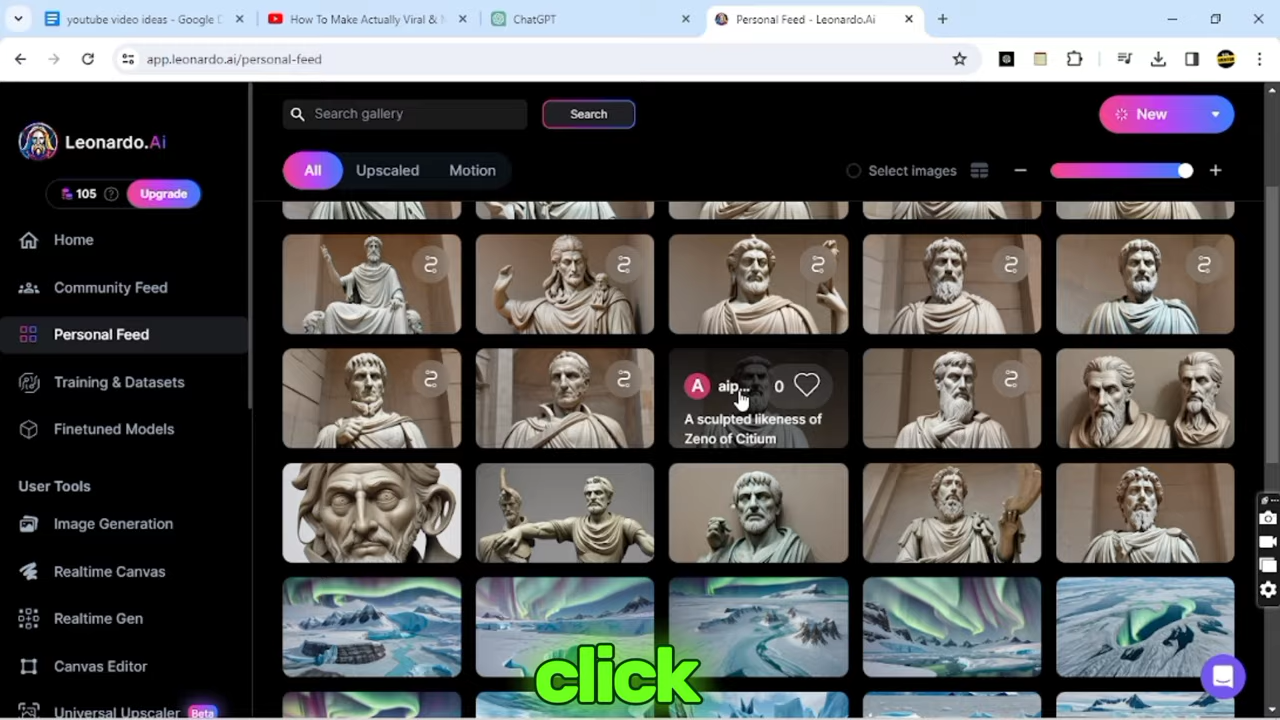 youtube video ideas - Google D
How To Make Actually Viral & M
ChatGPT
Personal Feed - Leonardo.Ai
app.leonardo.ai/personal-feed
Leonardo.Ai
Search gallery
Search
New
All
Upscaled
Motion
Select images
105
Upgrade
Home
Community Feed
Personal Feed
Training & Datasets
Finetuned Models
User Tools
Image Generation
Realtime Canvas
Realtime Gen
Canvas Editor
Universal Upscaler Beta
A aip... 0
A sculpted likeness of
Zeno of Citium
click